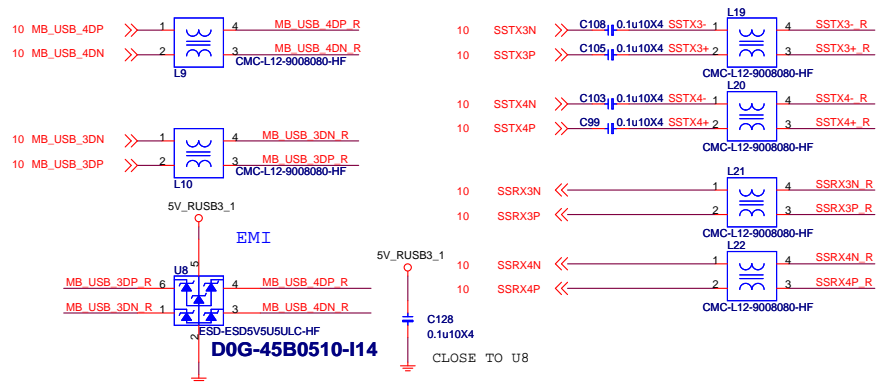 10 MB_USB_4DP 1 4 MB_USB_4DP_R
10 MB_USB_4DN 2 3 MB_USB_4DN_R
CMC-L12-9008080-HF
L9
10 MB_USB_3DN 1 4 MB_USB_3DN_R
10 MB_USB_3DP 2 3 MB_USB_3DP_R
CMC-L12-9008080-HF
L10
5V_RUSB3_1
EMI
U8
5
MB_USB_3DP_R 6 4 MB_USB_4DP_R
MB_USB_3DN_R 1 3 MB_USB_4DN_R
2
ESD-ESD5V5U5ULC-HF
D0G-45B0510-I14
5V_RUSB3_1
C128
0.1u10X4
CLOSE TO U8
L19
10 SSTX3N C108 0.1u10X4 SSTX3- 1 4 SSTX3-_R
10 SSTX3P C105 0.1u10X4 SSTX3+ 2 3 SSTX3+_R
CMC-L12-9008080-HF
L20
10 SSTX4N C103 0.1u10X4 SSTX4- 1 4 SSTX4-_R
10 SSTX4P C99 0.1u10X4 SSTX4+ 2 3 SSTX4+_R
CMC-L12-9008080-HF
L21
10 SSRX3N 1 4 SSRX3N_R
10 SSRX3P 2 3 SSRX3P_R
CMC-L12-9008080-HF
L22
10 SSRX4N 1 4 SSRX4N_R
10 SSRX4P 2 3 SSRX4P_R
CMC-L12-9008080-HF